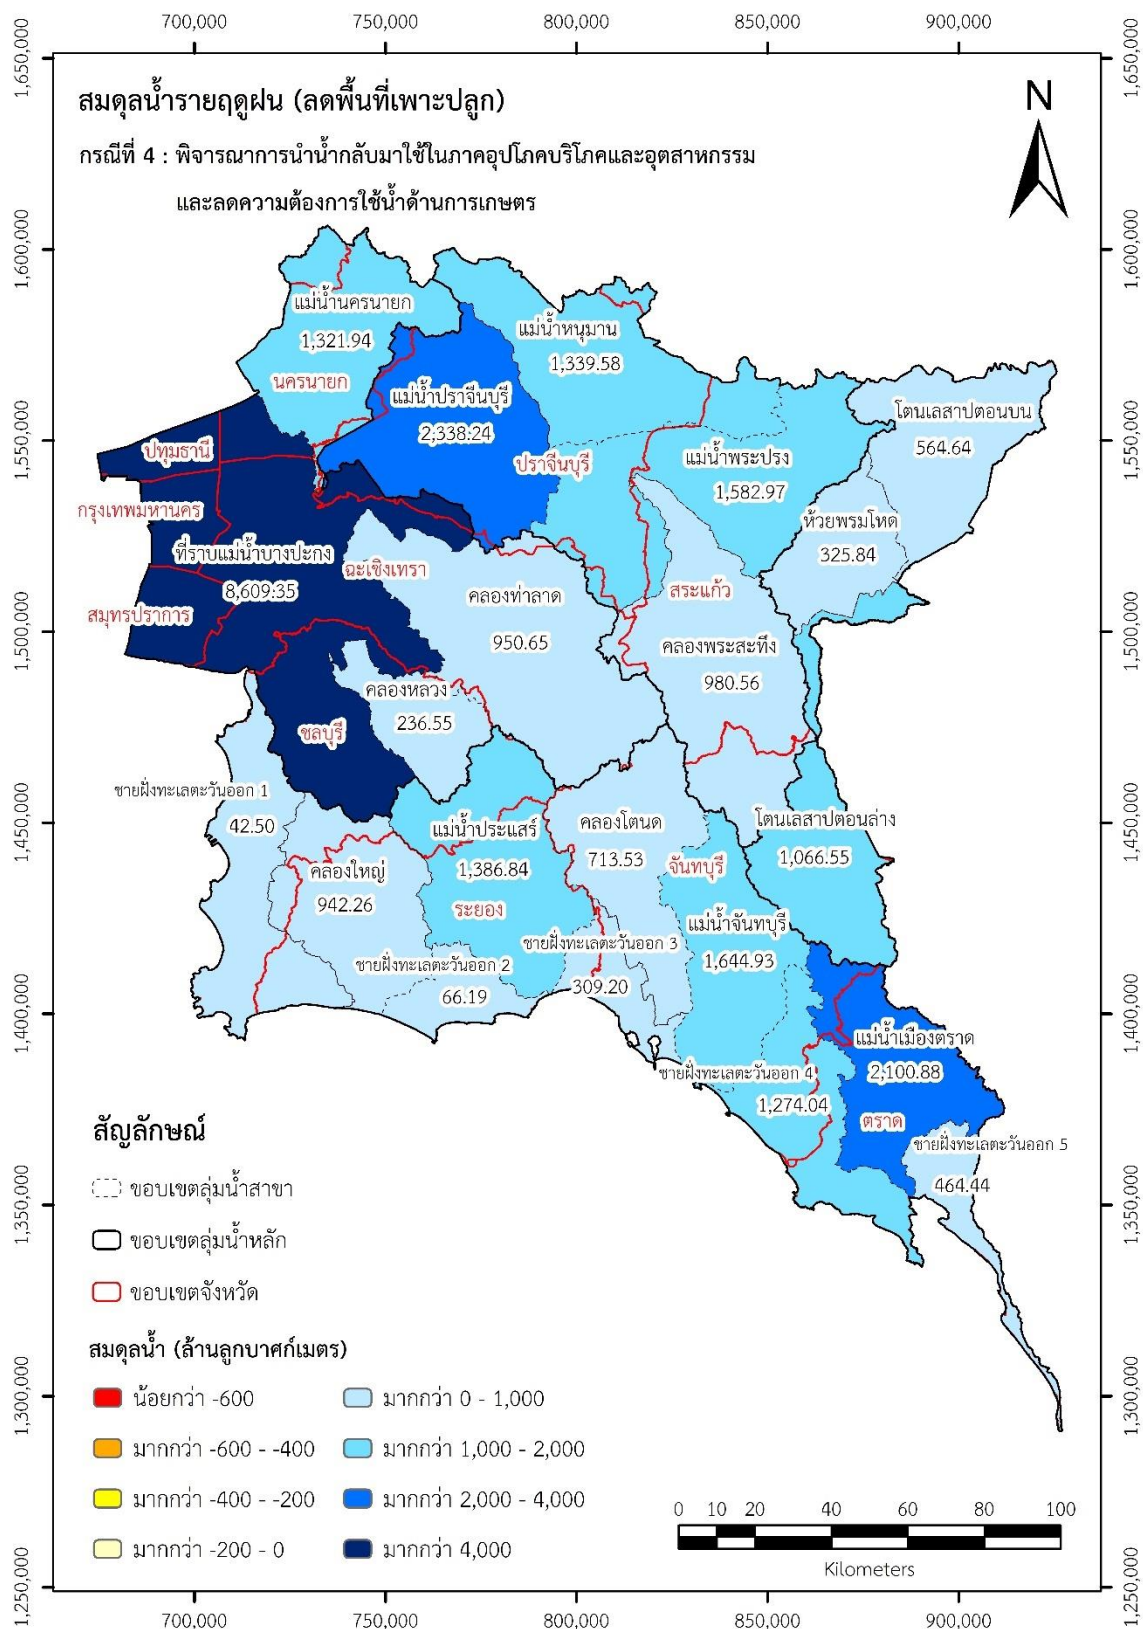 700,000 750,000 800,000 850,000 900,000
1,650,000 1,650,000
สมดุลน้ำรายฤดูฝน (ลดพื้นที่เพาะปลูก)
N
กรณีที่ 4 : พิจารณาการนำน้ำกลับมาใช้ในภาคอุปโภคบริโภคและอุตสาหกรรม
และลดความต้องการใช้น้ำด้านการเกษตร
1,600,000 1,600,000
แม่น้ำนครนายก
1,321.94
นครนายก
แม่น้ำหนุมาน
1,339.58
แม่น้ำปราจีนบุรี
2,338.24
โตนเลสาปตอนบน
564.64
1,550,000 1,550,000
ปทุมธานี
ปราจีนบุรี
แม่น้ำพระปรง
1,582.97
กรุงเทพมหานคร
ห้วยพรมโหด
325.84
ที่ราบแม่น้ำบางปะกง
8,609.35
ฉะเชิงเทรา
สระแก้ว
คลองท่าลาด
950.65
สมุทรปราการ
1,500,000 1,500,000
คลองพระสะทึง
980.56
คลองหลวง
236.55
ชลบุรี
ชายฝั่งทะเลตะวันออก 1
42.50
1,450,000 1,450,000
แม่น้ำประแสร์
1,386.84
คลองโตนด
713.53
โตนเลสาปตอนล่าง
1,066.55
คลองใหญ่
942.26
จันทบุรี
ระยอง
แม่น้ำจันทบุรี
1,644.93
ชายฝั่งทะเลตะวันออก 3
309.20
ชายฝั่งทะเลตะวันออก 2
66.19
1,400,000 1,400,000
แม่น้ำเมืองตราด
2,100.88
ชายฝั่งทะเลตะวันออก 4
1,274.04
ตราด
ชายฝั่งทะเลตะวันออก 5
464.44
สัญลักษณ์
ขอบเขตลุ่มน้ำสาขา
1,350,000 1,350,000
ขอบเขตลุ่มน้ำหลัก
ขอบเขตจังหวัด
สมดุลน้ำ (ล้านลูกบาศก์เมตร)
1,300,000 1,300,000
น้อยกว่า -600 มากกว่า 0 - 1,000
มากกว่า -600 - -400 มากกว่า 1,000 - 2,000
มากกว่า -400 - -200 มากกว่า 2,000 - 4,000
มากกว่า -200 - 0 มากกว่า 4,000
0 10 20 40 60 80 100
Kilometers
1,250,000 1,250,000
700,000 750,000 800,000 850,000 900,000